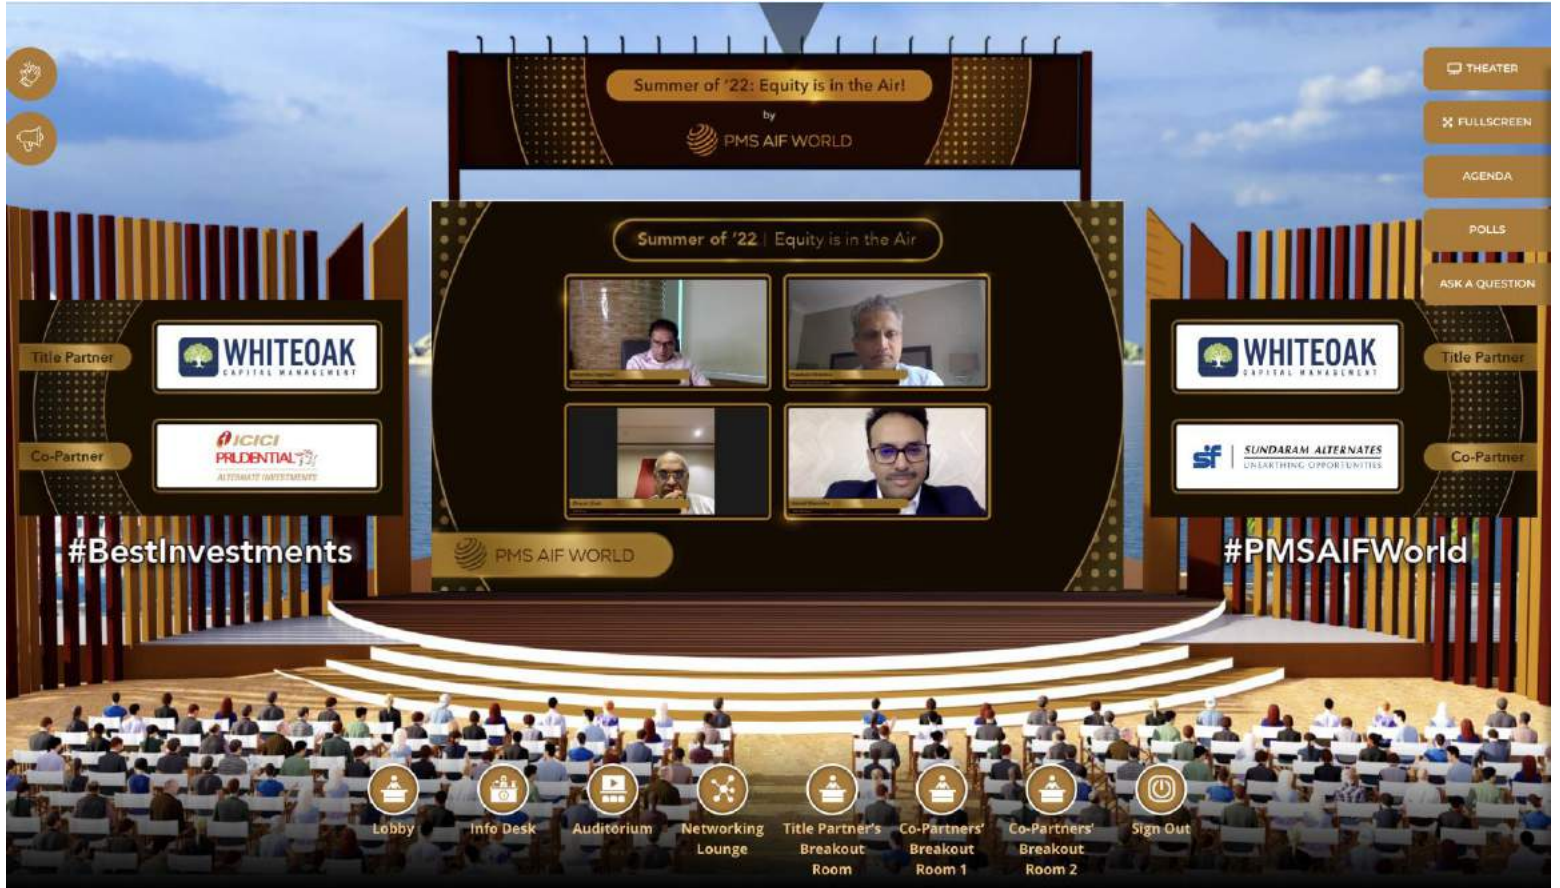 Summer of '22: Equity is in the Air!
by
PMS AIF WORLD
THEATER
FULLSCREEN
AGENDA
POLLS
ASK A QUESTION
Summer of '22 | Equity is in the Air
Title Partner
WHITEOAK
CAPITAL MANAGEMENT
Co-Partner
ICICI
PRUDENTIAL
ALTERNATE INVESTMENTS
#BestInvestments
PMS AIF WORLD
WHITEOAK
CAPITAL MANAGEMENT
Title Partner
sf
SUNDARAM ALTERNATES
UNEARTHING OPPORTUNITIES
Co-Partner
#PMSAIFWorld
Lobby
Info Desk
Auditorium
Networking
Lounge
Title Partner's
Breakout
Room
Co-Partners'
Breakout
Room 1
Co-Partners'
Breakout
Room 2
Sign Out